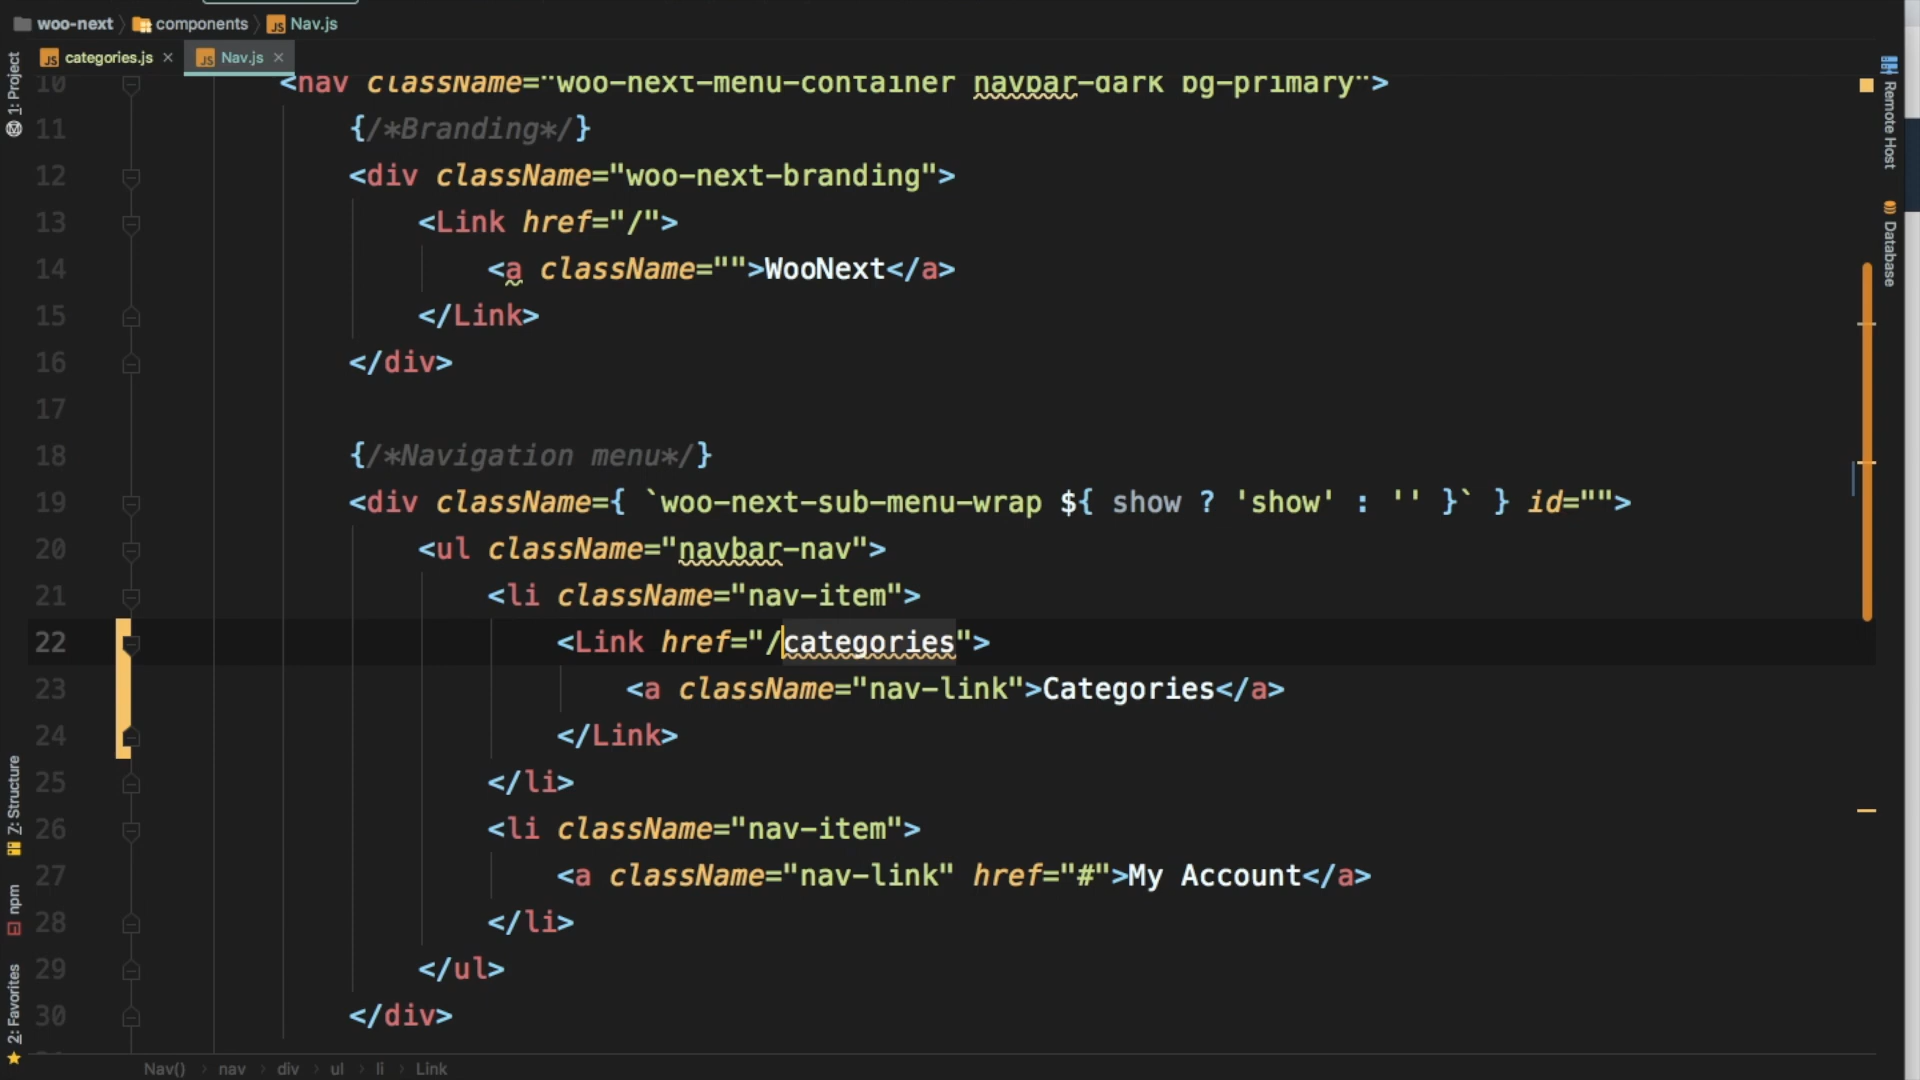 woo-next components Nav.js
categories.js Nav.js
1: Project
Remote Host
Database
10 <nav className="woo-next-menu-container navbar-dark bg-primary">
11 {/*Branding*/}
12 <div className="woo-next-branding">
13 <Link href="/">
14 <a className="">WooNext</a>
15 </Link>
16 </div>
17
18 {/*Navigation menu*/}
19 <div className={ `woo-next-sub-menu-wrap ${ show ? 'show' : '' }` } id="">
20 <ul className="navbar-nav">
21 <li className="nav-item">
22 <Link href="/categories">
23 <a className="nav-link">Categories</a>
24 </Link>
25 </li>
26 <li className="nav-item">
27 <a className="nav-link" href="#">My Account</a>
28 </li>
29 </ul>
30 </div>
Z: Structure
npm
2: Favorites
Nav() nav div ul li Link